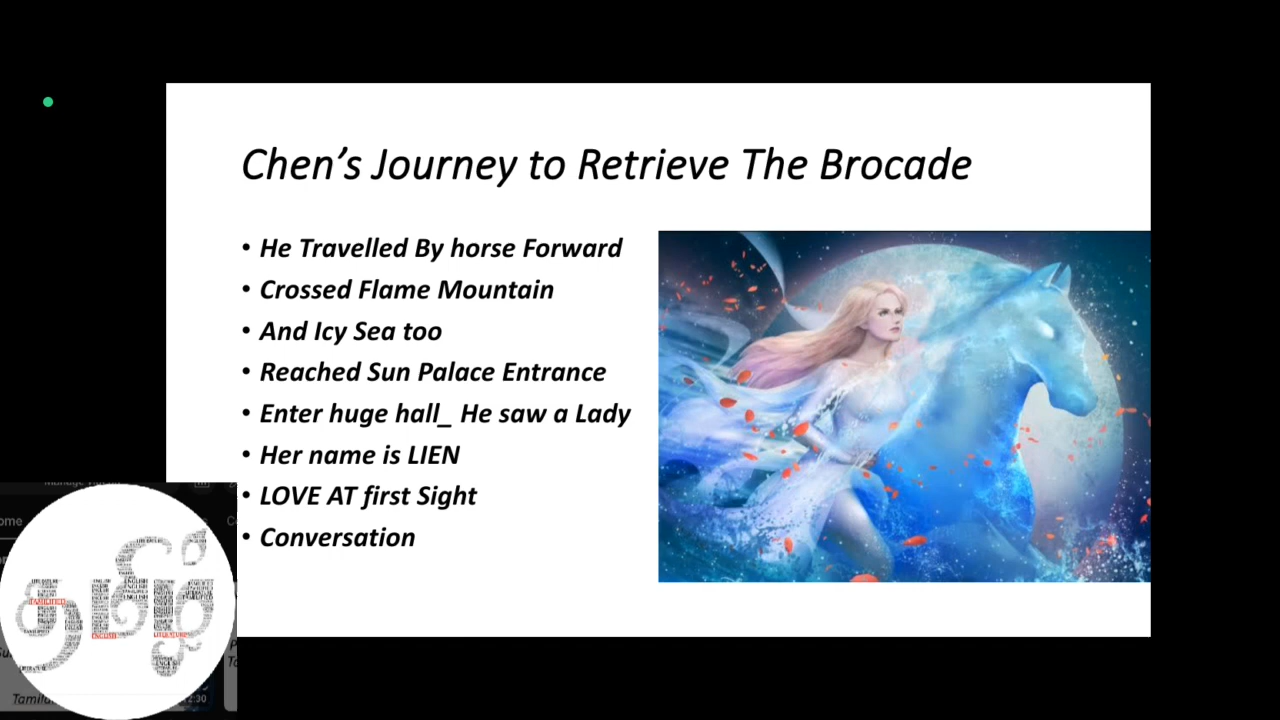 Chen's Journey to Retrieve The Brocade
• He Travelled By horse Forward
• Crossed Flame Mountain
• And Icy Sea too
• Reached Sun Palace Entrance
• Enter huge hall_ He saw a Lady
• Her name is LIEN
• LOVE AT first Sight
• Conversation
தமிழ்